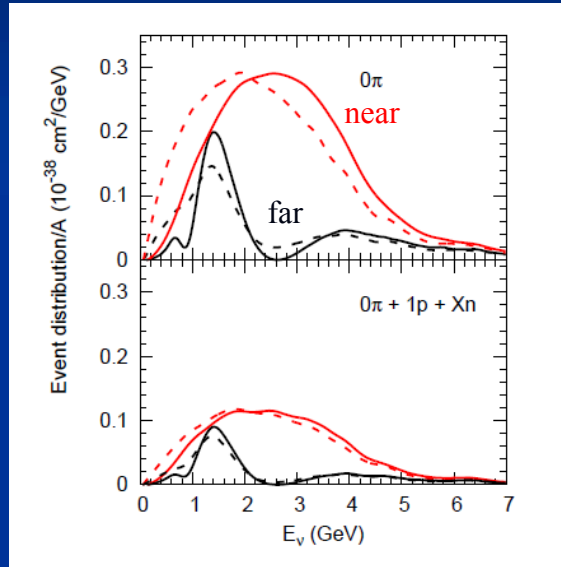 0.3
0π
near
0.2
far
0.1
0
0.3
0π + 1p + Xn
0.2
0.1
0
0 1 2 3 4 5 6 7
Eν (GeV)
Event distribution/A (10⁻³⁸ cm²/GeV)